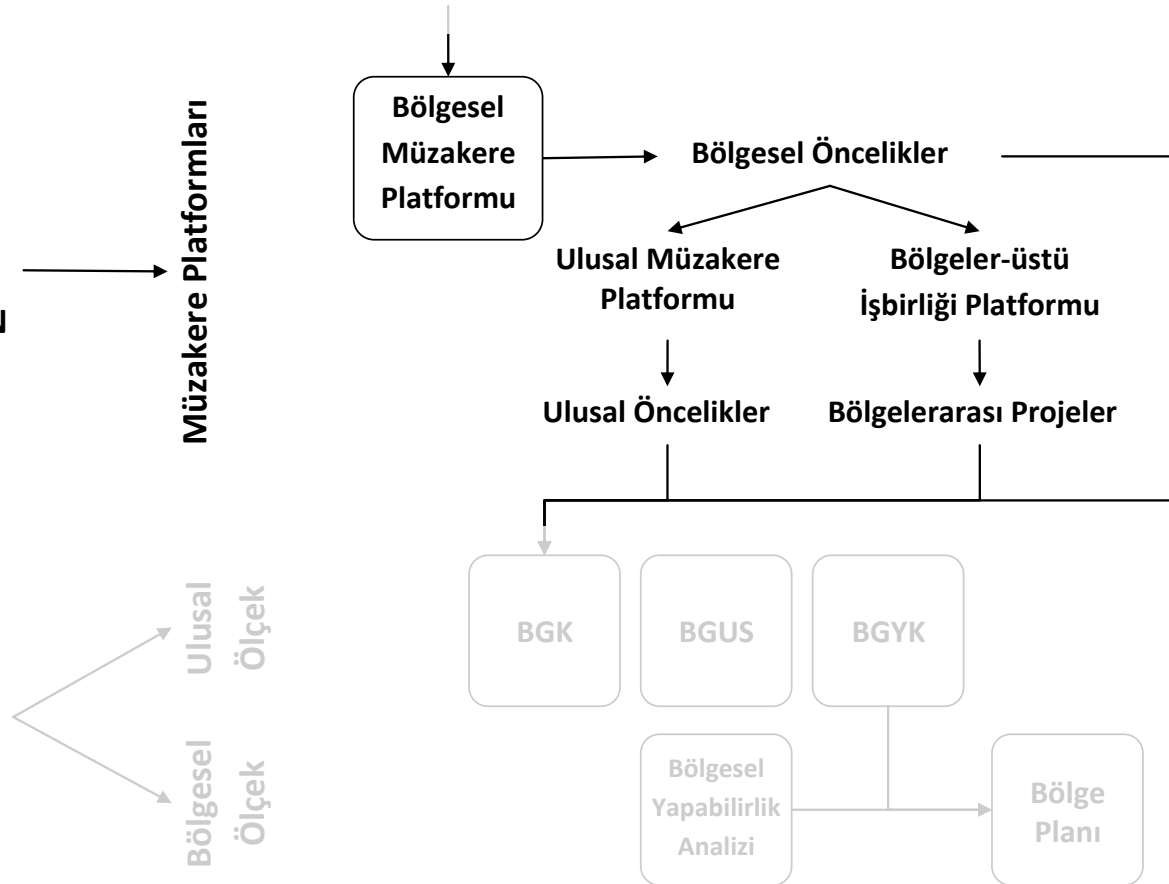 Müzakere Platformları
Bölgesel
Müzakere
Platformu
Bölgesel Öncelikler
Ulusal Müzakere
Platformu
Bölgeler-üstü
İşbirliği Platformu
Ulusal Öncelikler
Bölgelerarası Projeler
Ulusal
Ölçek
Bölgesel
Ölçek
BGK
BGUS
BGYK
Bölgesel
Yapabilirlik
Analizi
Bölge
Planı